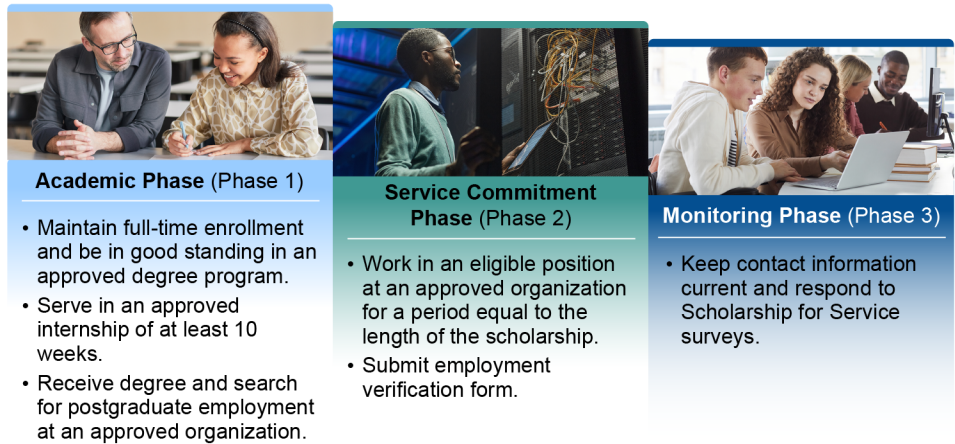 Academic Phase (Phase 1)
• Maintain full-time enrollment
and be in good standing in an
approved degree program.
• Serve in an approved
internship of at least 10
weeks.
• Receive degree and search
for postgraduate employment
at an approved organization.
Service Commitment
Phase (Phase 2)
• Work in an eligible position
at an approved organization
for a period equal to the
length of the scholarship.
• Submit employment
verification form.
Monitoring Phase (Phase 3)
• Keep contact information
current and respond to
Scholarship for Service
surveys.